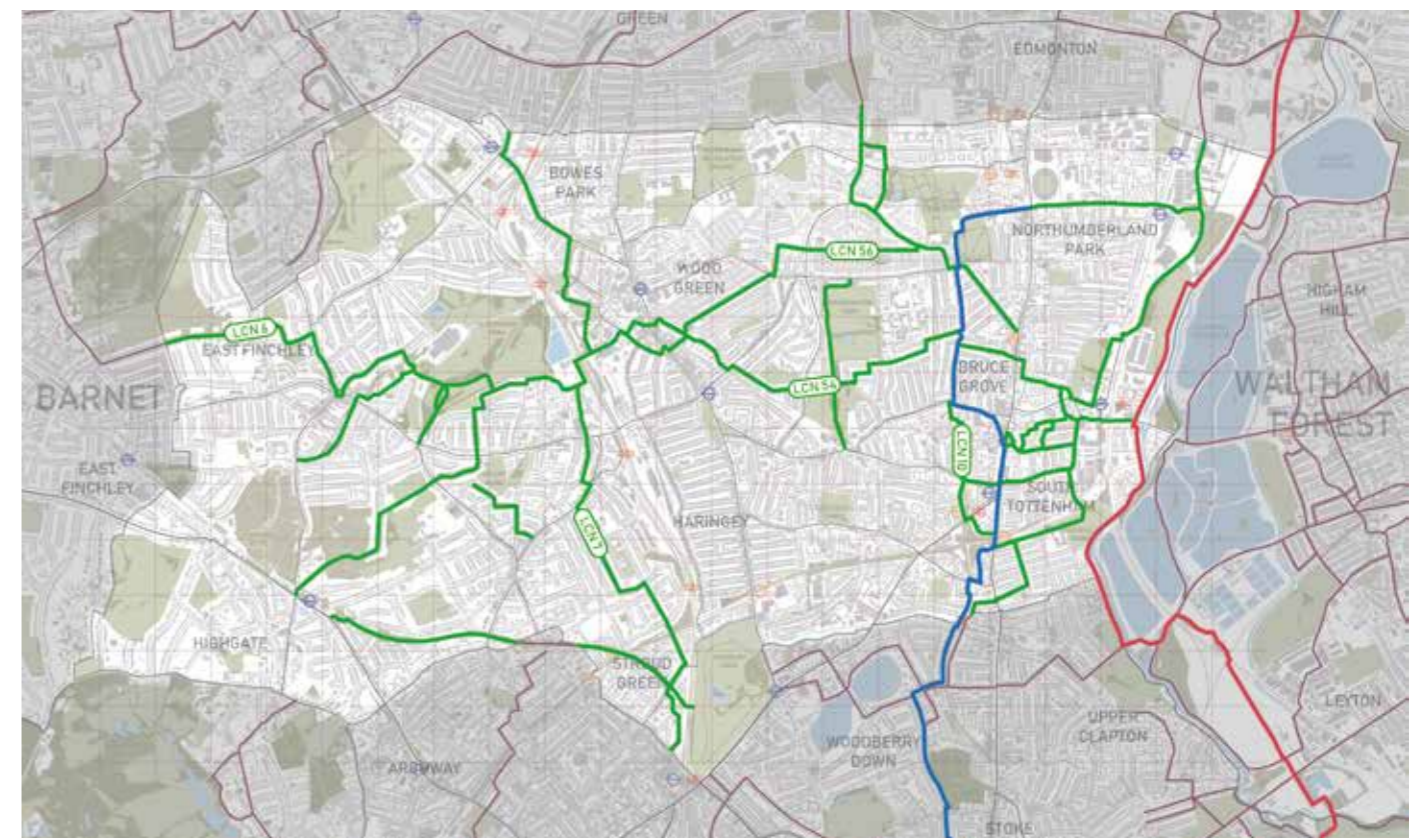 GREEN
EDMONTON
BOWES
PARK
NORTHUMBERLAND
PARK
LCN 56
WOOD
GREEN
HIGHAM
HILL
LCN 6
EAST FINCHLEY
BRUCE
GROVE
WALTHAM
FOREST
BARNET
LCN 54
LCN 10
EAST
FINCHLEY
SOUTH
TOTTENHAM
HARINGEY
LCN 7
HIGHGATE
STROUD
GREEN
LEYTON
UPPER
CLAPTON
WOODBERRY
DOWN
ARCHWAY
STOKE